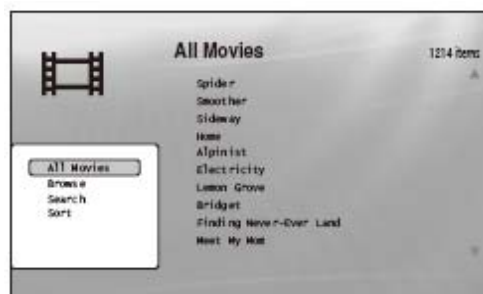 All Movies
1214 items
Spider
Smoother
Sideway
Home
Alpinist
Electricity
Lemon Grove
Bridget
Finding Never-Ever Land
Meet My Mom
All Movies
Browse
Search
Sort